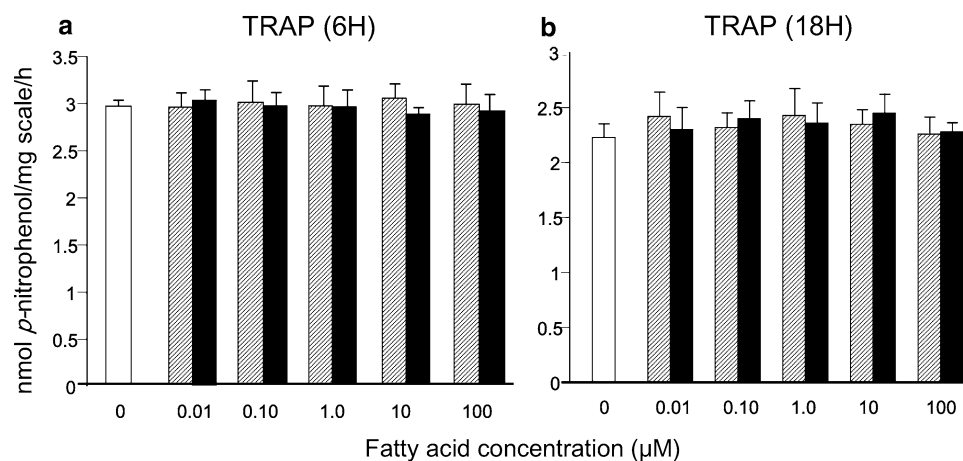 a TRAP (6H)
nmol p-nitrophenol/mg scale/h
3.5
3
2.5
2
1.5
1
0.5
0
0 0.01 0.10 1.0 10 100
b TRAP (18H)
3
2.5
2
1.5
1
0.5
0
0 0.01 0.10 1.0 10 100
Fatty acid concentration (µM)